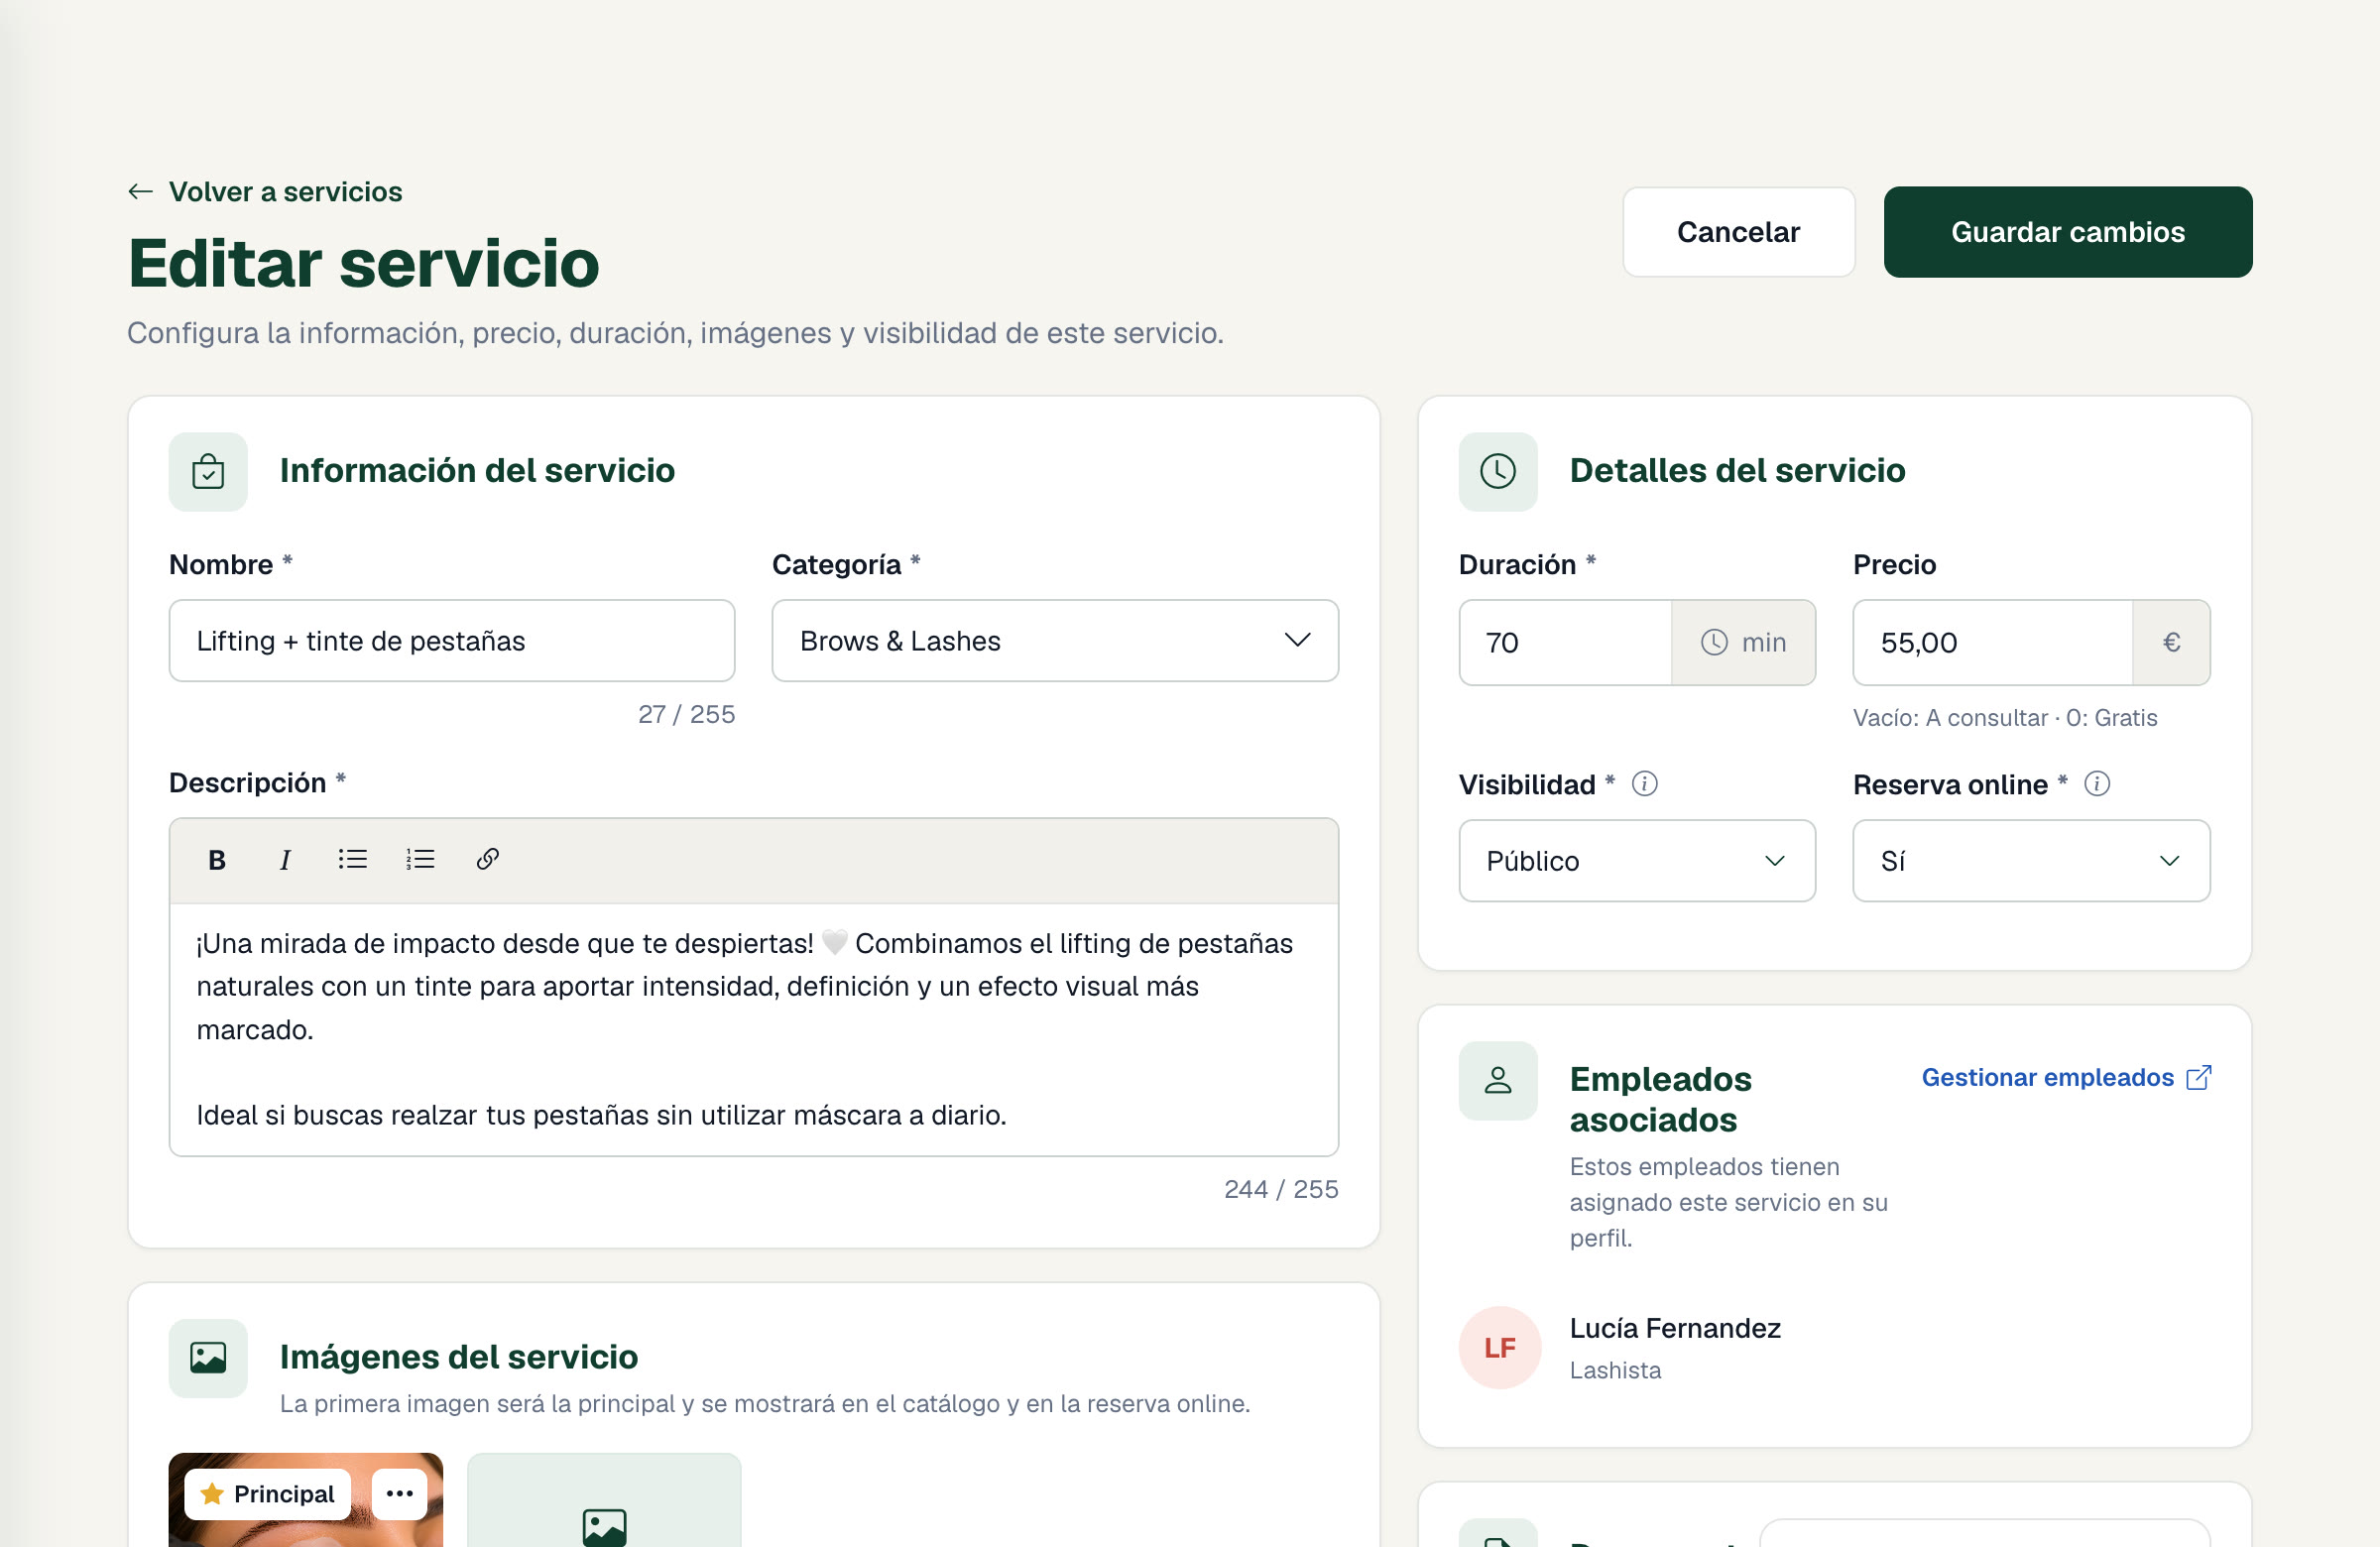 ← Volver a servicios
Editar servicio
Configura la información, precio, duración, imágenes y visibilidad de este servicio.
Cancelar
Guardar cambios
Información del servicio
Nombre *
Categoría *
Lifting + tinte de pestañas
Brows & Lashes
27 / 255
Descripción *
B I
¡Una mirada de impacto desde que te despiertas! 🤍 Combinamos el lifting de pestañas
naturales con un tinte para aportar intensidad, definición y un efecto visual más
marcado.
Ideal si buscas realzar tus pestañas sin utilizar máscara a diario.
244 / 255
Imágenes del servicio
La primera imagen será la principal y se mostrará en el catálogo y en la reserva online.
Principal
Detalles del servicio
Duración *
Precio
70 min
55,00 €
Vacío: A consultar · 0: Gratis
Visibilidad *
Reserva online *
Público
Sí
Empleados
asociados
Gestionar empleados
Estos empleados tienen
asignado este servicio en su
perfil.
LF
Lucía Fernandez
Lashista